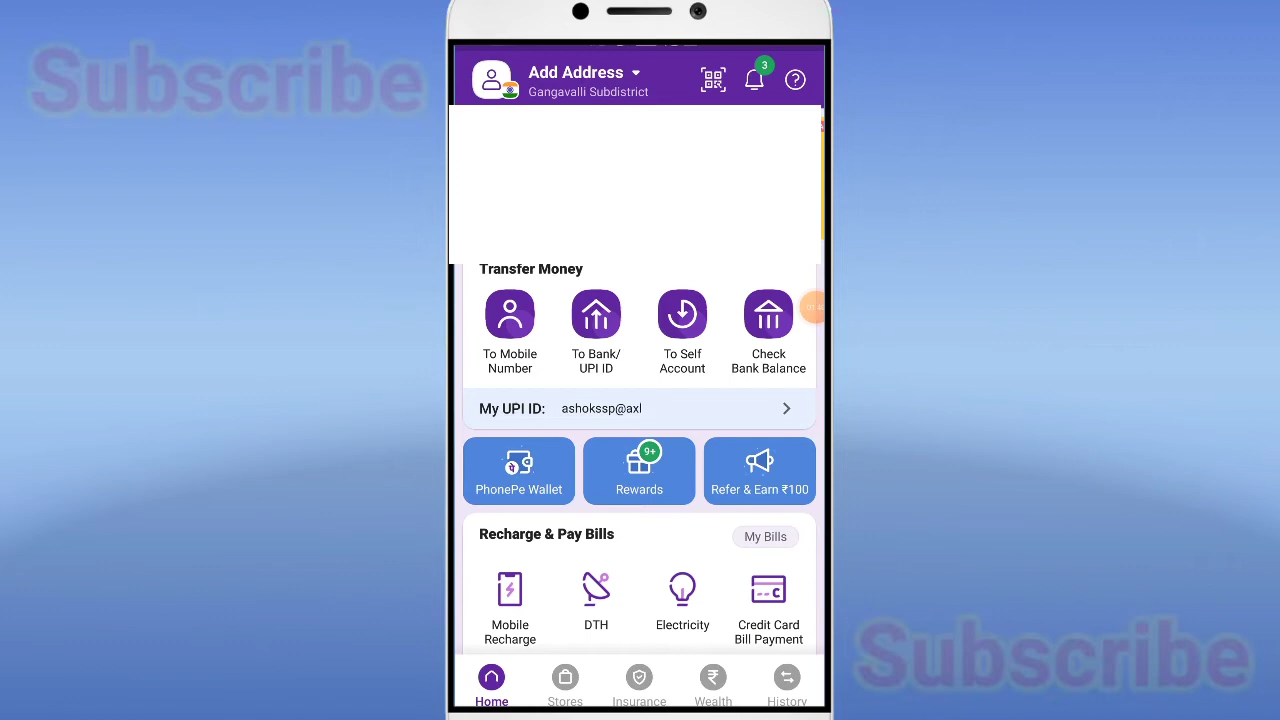 Subscribe
Add Address
3
Gangavalli Subdistrict
Transfer Money
To Mobile Number
To Bank/ UPI ID
To Self Account
Check Bank Balance
My UPI ID: ashokssp@axl
9+
PhonePe Wallet
Rewards
Refer & Earn ₹100
Recharge & Pay Bills
My Bills
Mobile Recharge
DTH
Electricity
Credit Card Bill Payment
Subscribe
Home
Stores
Insurance
Wealth
History